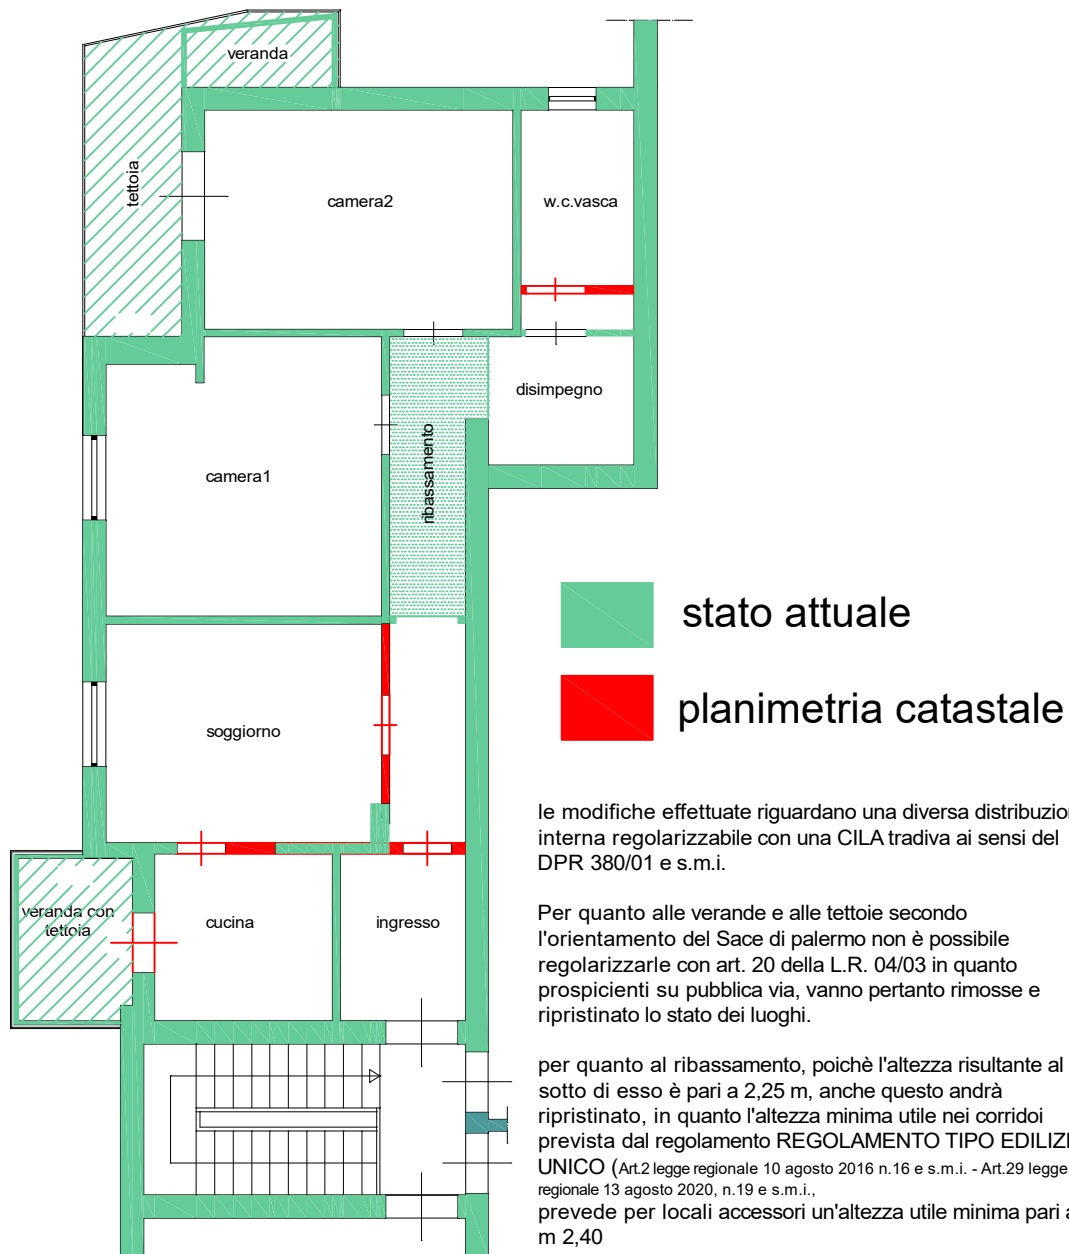 veranda
tettoia
camera2
w.c.vasca
disimpegno
ribassamento
camera1
stato attuale
planimetria catastale
soggiorno
le modifiche effettuate riguardano una diversa distribuzion
interna regolarizzabile con una CILA tradiva ai sensi del
DPR 380/01 e s.m.i.
veranda con
tettoia
cucina
ingresso
Per quanto alle verande e alle tettoie secondo
l'orientamento del Sace di palermo non è possibile
regolarizzarle con art. 20 della L.R. 04/03 in quanto
prospicienti su pubblica via, vanno pertanto rimosse e
ripristinato lo stato dei luoghi.
per quanto al ribassamento, poichè l'altezza risultante al
sotto di esso è pari a 2,25 m, anche questo andrà
ripristinato, in quanto l'altezza minima utile nei corridoi
prevista dal regolamento REGOLAMENTO TIPO EDILIZI
UNICO (Art.2 legge regionale 10 agosto 2016 n.16 e s.m.i. - Art.29 legge
regionale 13 agosto 2020, n.19 e s.m.i.,
prevede per locali accessori un'altezza utile minima pari a
m 2,40